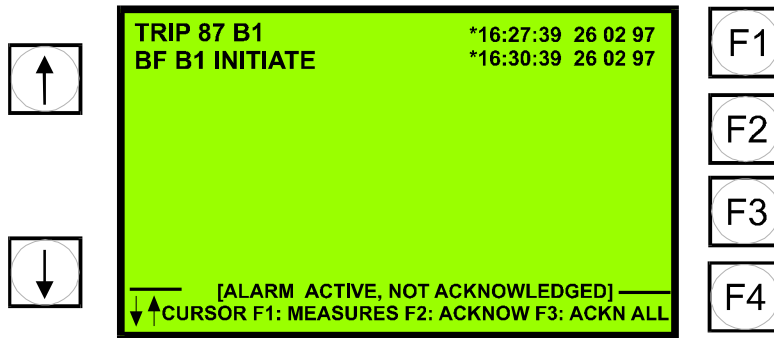 TRIP 87 B1 *16:27:39 26 02 97
BF B1 INITIATE *16:30:39 26 02 97
[ALARM ACTIVE, NOT ACKNOWLEDGED]
CURSOR F1: MEASURES F2: ACKNOW F3: ACKN ALL
F1
F2
F3
F4